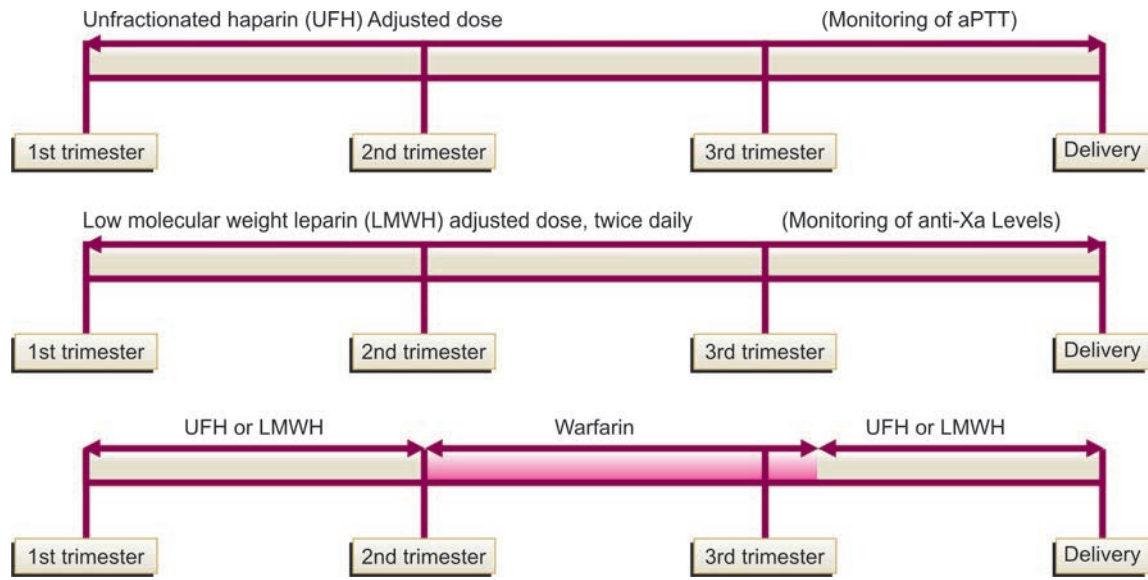 Unfractionated haparin (UFH) Adjusted dose (Monitoring of aPTT)
1st trimester 2nd trimester 3rd trimester Delivery
Low molecular weight leparin (LMWH) adjusted dose, twice daily (Monitoring of anti-Xa Levels)
1st trimester 2nd trimester 3rd trimester Delivery
UFH or LMWH Warfarin UFH or LMWH
1st trimester 2nd trimester 3rd trimester Delivery